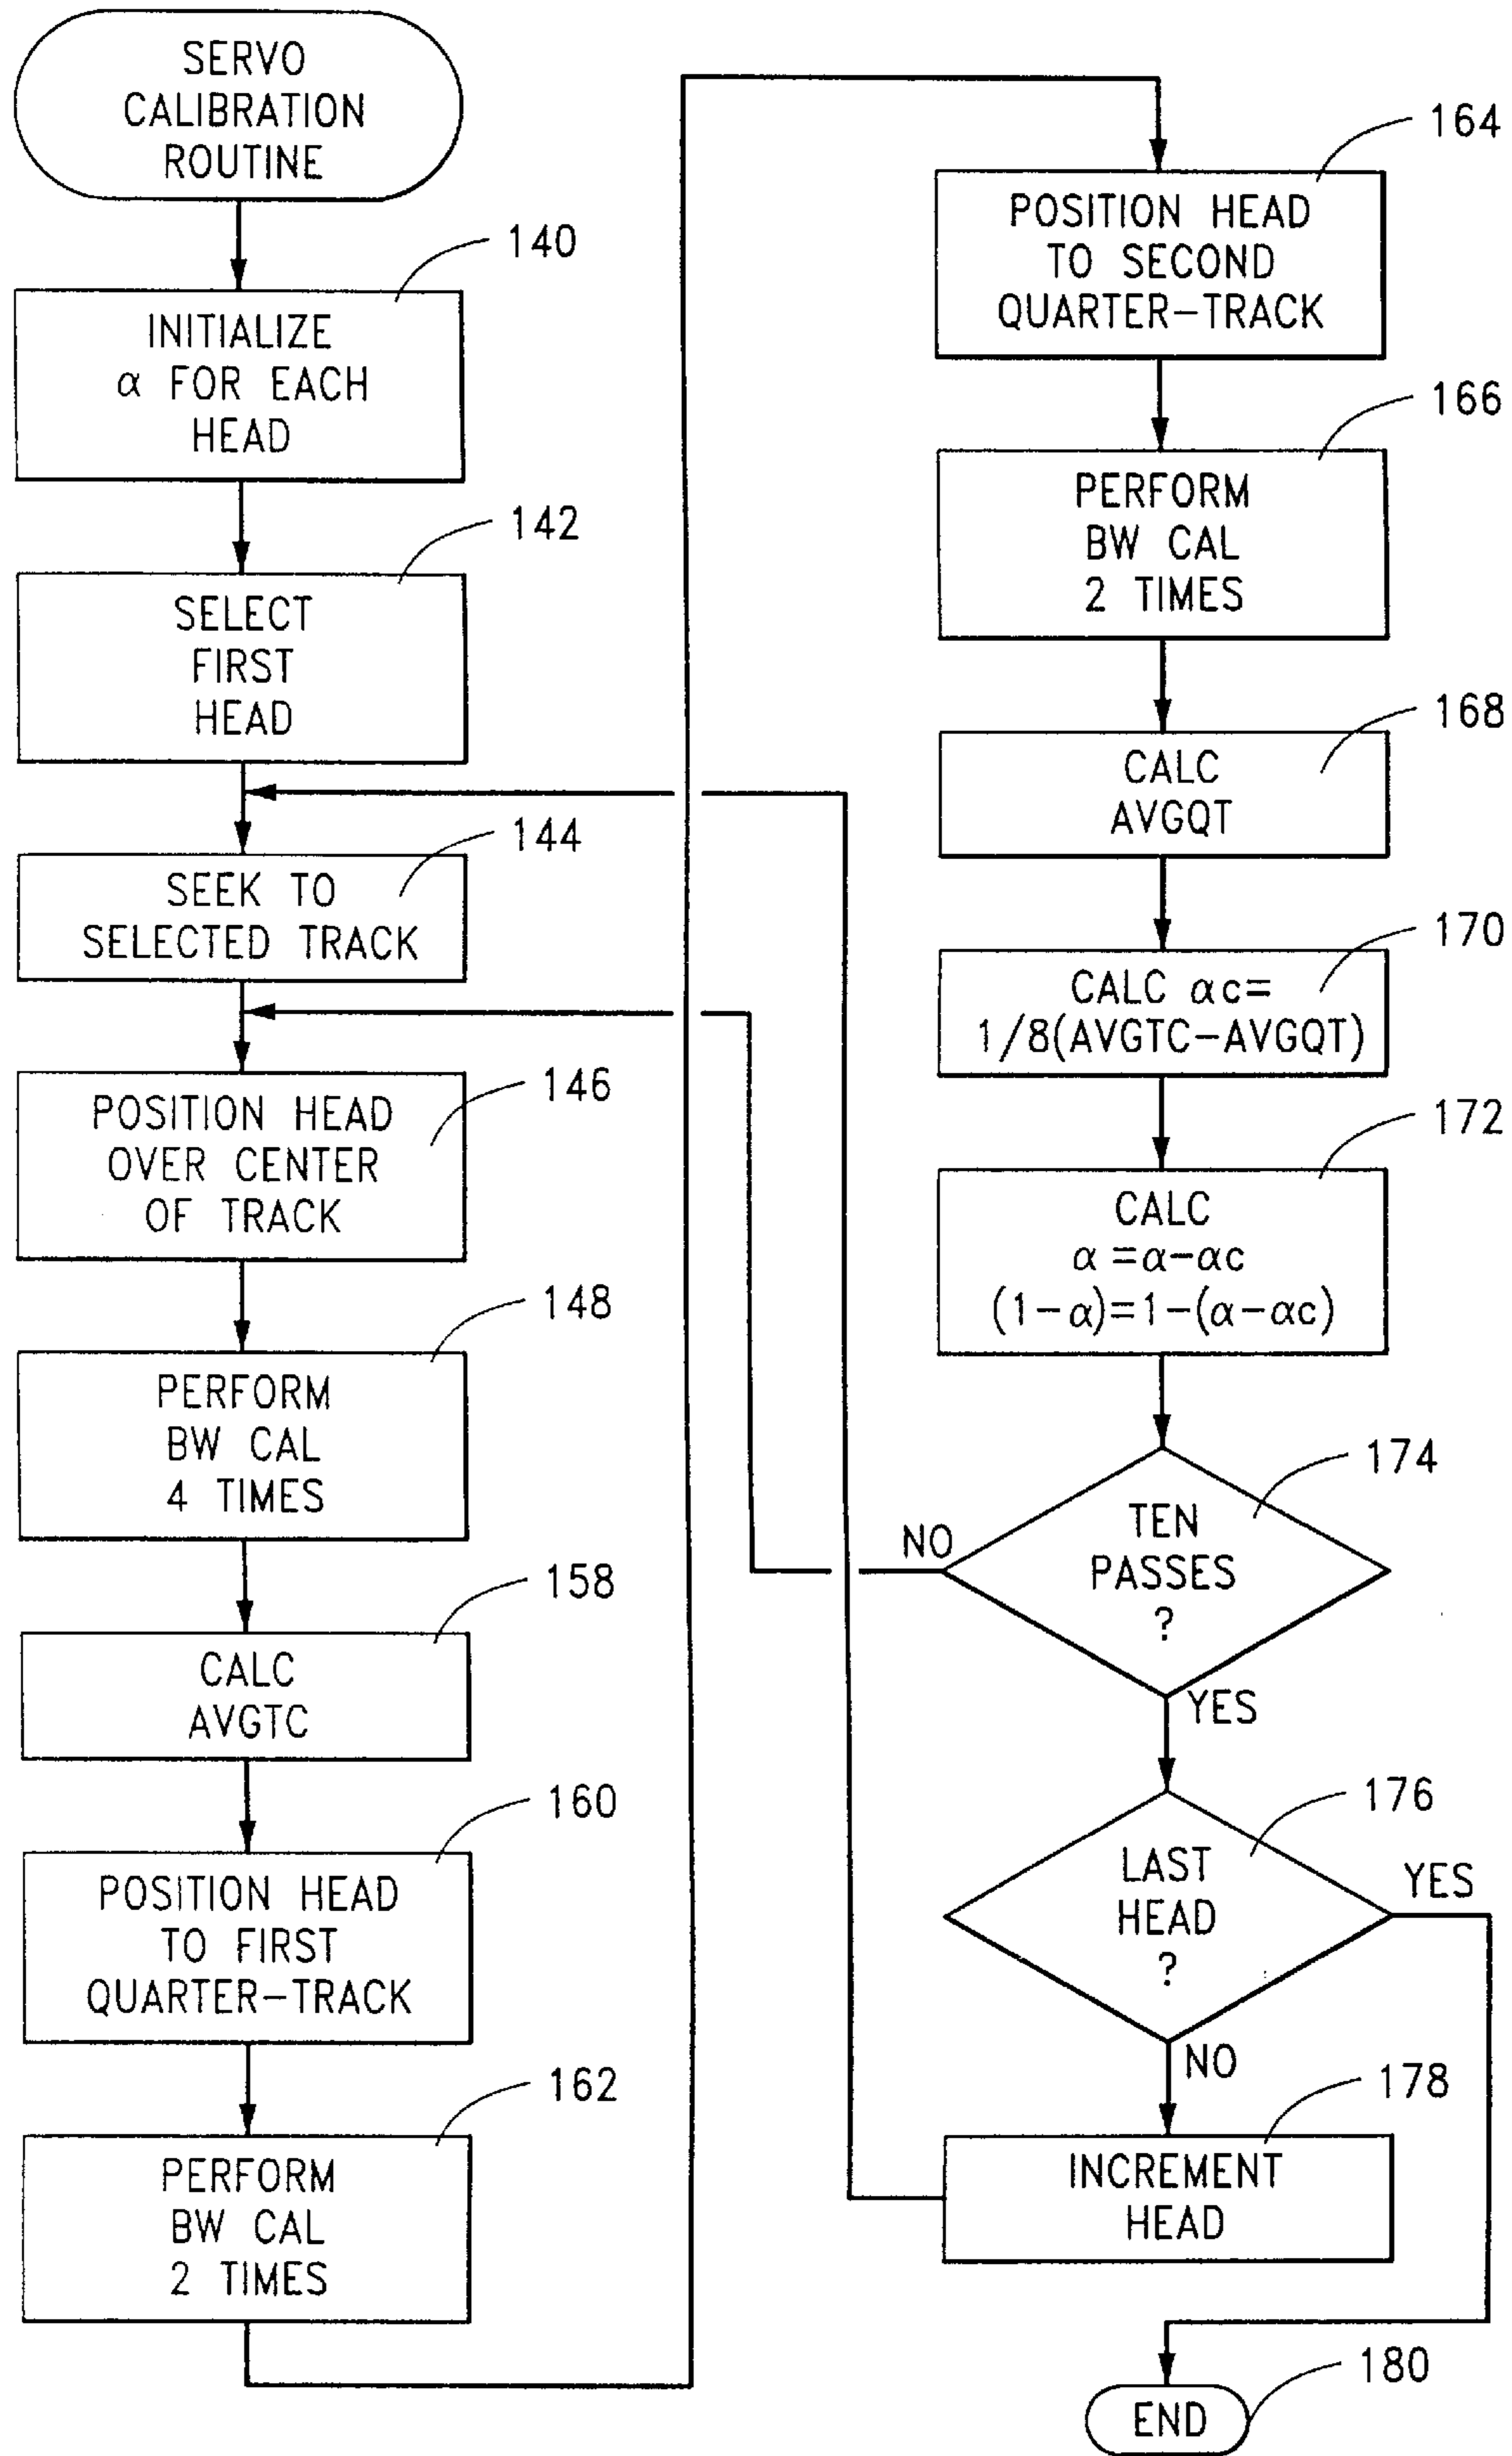 SERVO
CALIBRATION
ROUTINE
140
INITIALIZE
α FOR EACH
HEAD
142
SELECT
FIRST
HEAD
144
SEEK TO
SELECTED TRACK
146
POSITION HEAD
OVER CENTER
OF TRACK
148
PERFORM
BW CAL
4 TIMES
158
CALC
AVGTC
160
POSITION HEAD
TO FIRST
QUARTER-TRACK
162
PERFORM
BW CAL
2 TIMES
164
POSITION HEAD
TO SECOND
QUARTER-TRACK
166
PERFORM
BW CAL
2 TIMES
168
CALC
AVGQT
170
CALC αc=
1/8(AVGTC-AVGQT)
172
CALC
α=α-αc
(1-α)=1-(α-αc)
174
TEN
PASSES
?
NO
YES
176
LAST
HEAD
?
YES
NO
178
INCREMENT
HEAD
180
END